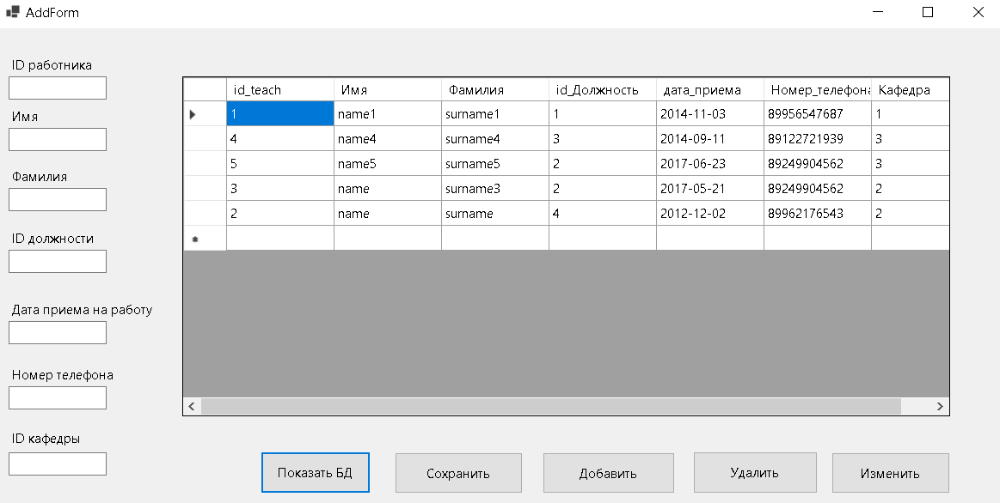 AddForm
ID работника
Имя
Фамилия
ID должности
Дата приема на работу
Номер телефона
ID кафедры
id_teach Имя Фамилия id_Должность дата_приема Номер_телефона Кафедра
1 name1 surname1 1 2014-11-03 89956547687 1
4 name4 surname4 3 2014-09-11 89122721939 3
5 name5 surname5 2 2017-06-23 89249904562 3
3 name surname3 2 2017-05-21 89249904562 2
2 name surname 4 2012-12-02 89962176543 2
Показать БД Сохранить Добавить Удалить Изменить